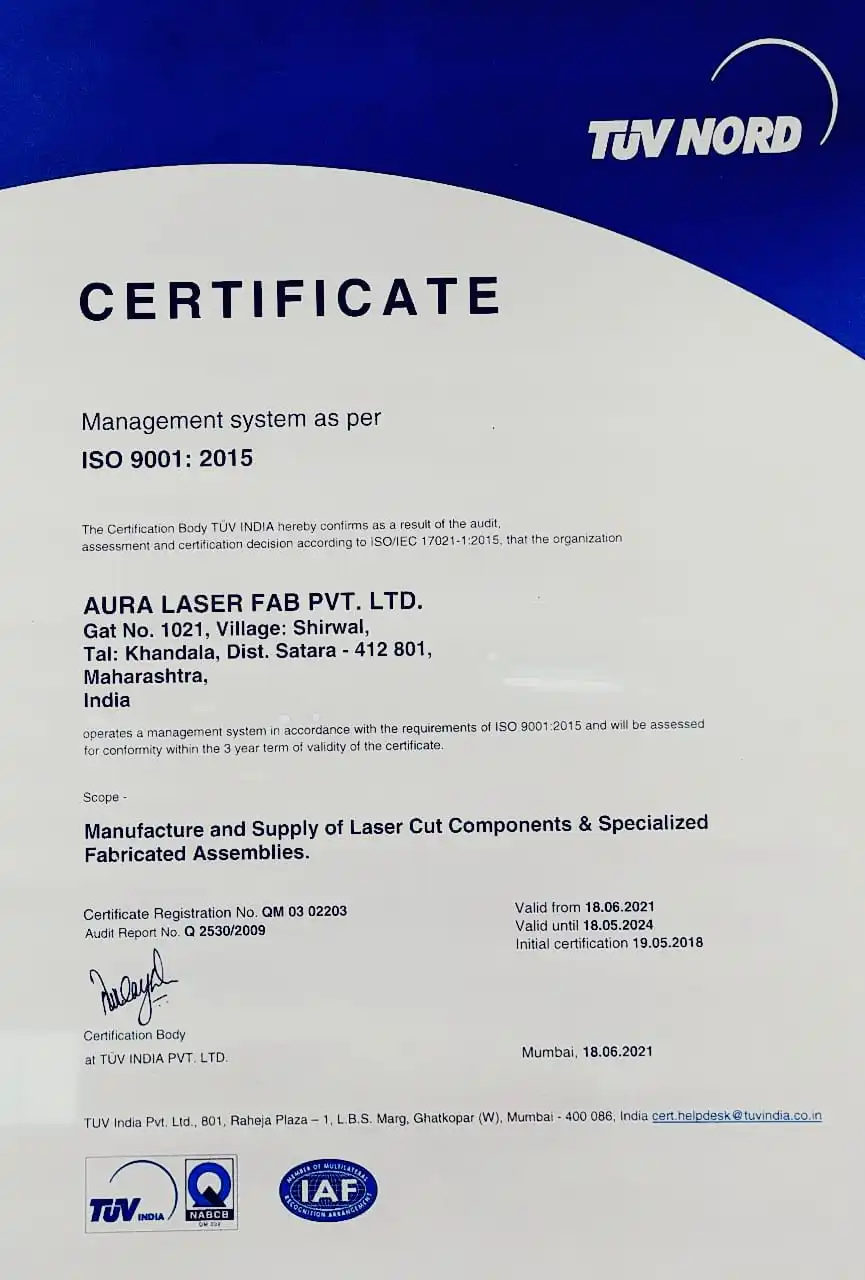 TÜV NORD
CERTIFICATE
Management system as per
ISO 9001: 2015
The Certification Body TÜV INDIA hereby confirms as a result of the audit,
assessment and certification decision according to ISO/IEC 17021-1:2015, that the organization
AURA LASER FAB PVT. LTD.
Gat No. 1021, Village: Shirwal,
Tal: Khandala, Dist. Satara - 412 801,
Maharashtra,
India
operates a management system in accordance with the requirements of ISO 9001:2015 and will be assessed
for conformity within the 3 year term of validity of the certificate.
Scope -
Manufacture and Supply of Laser Cut Components & Specialized
Fabricated Assemblies.
Certificate Registration No. QM 03 02203
Audit Report No. Q 2530/2009
Valid from 18.06.2021
Valid until 18.05.2024
Initial certification 19.05.2018
Certification Body
at TÜV INDIA PVT. LTD.
Mumbai, 18.06.2021
TUV India Pvt. Ltd., 801, Raheja Plaza – 1, L.B.S. Marg, Ghatkopar (W), Mumbai - 400 086, India cert.helpdesk@tuvindia.co.in
TÜV INDIA
NABCB
MEMBER OF MULTILATERAL
IAF
RECOGNITION ARRANGEMENT